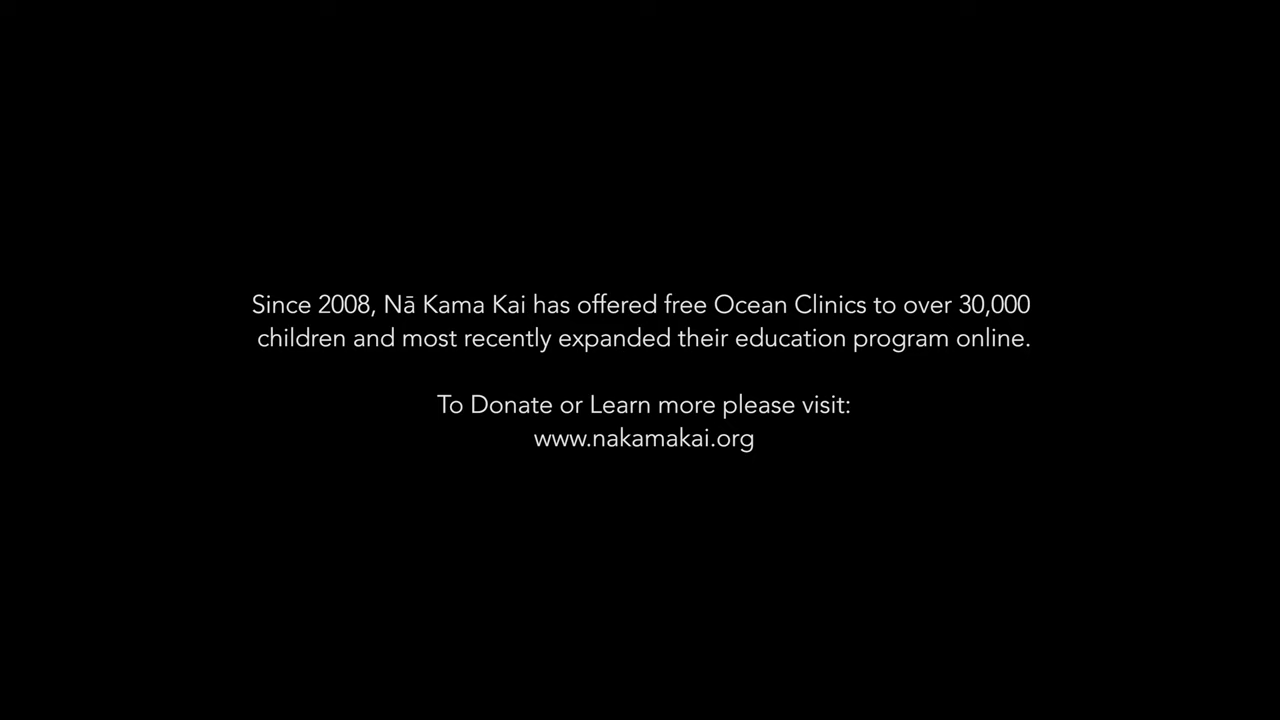 Since 2008, Nā Kama Kai has offered free Ocean Clinics to over 30,000
children and most recently expanded their education program online.
To Donate or Learn more please visit:
www.nakamakai.org